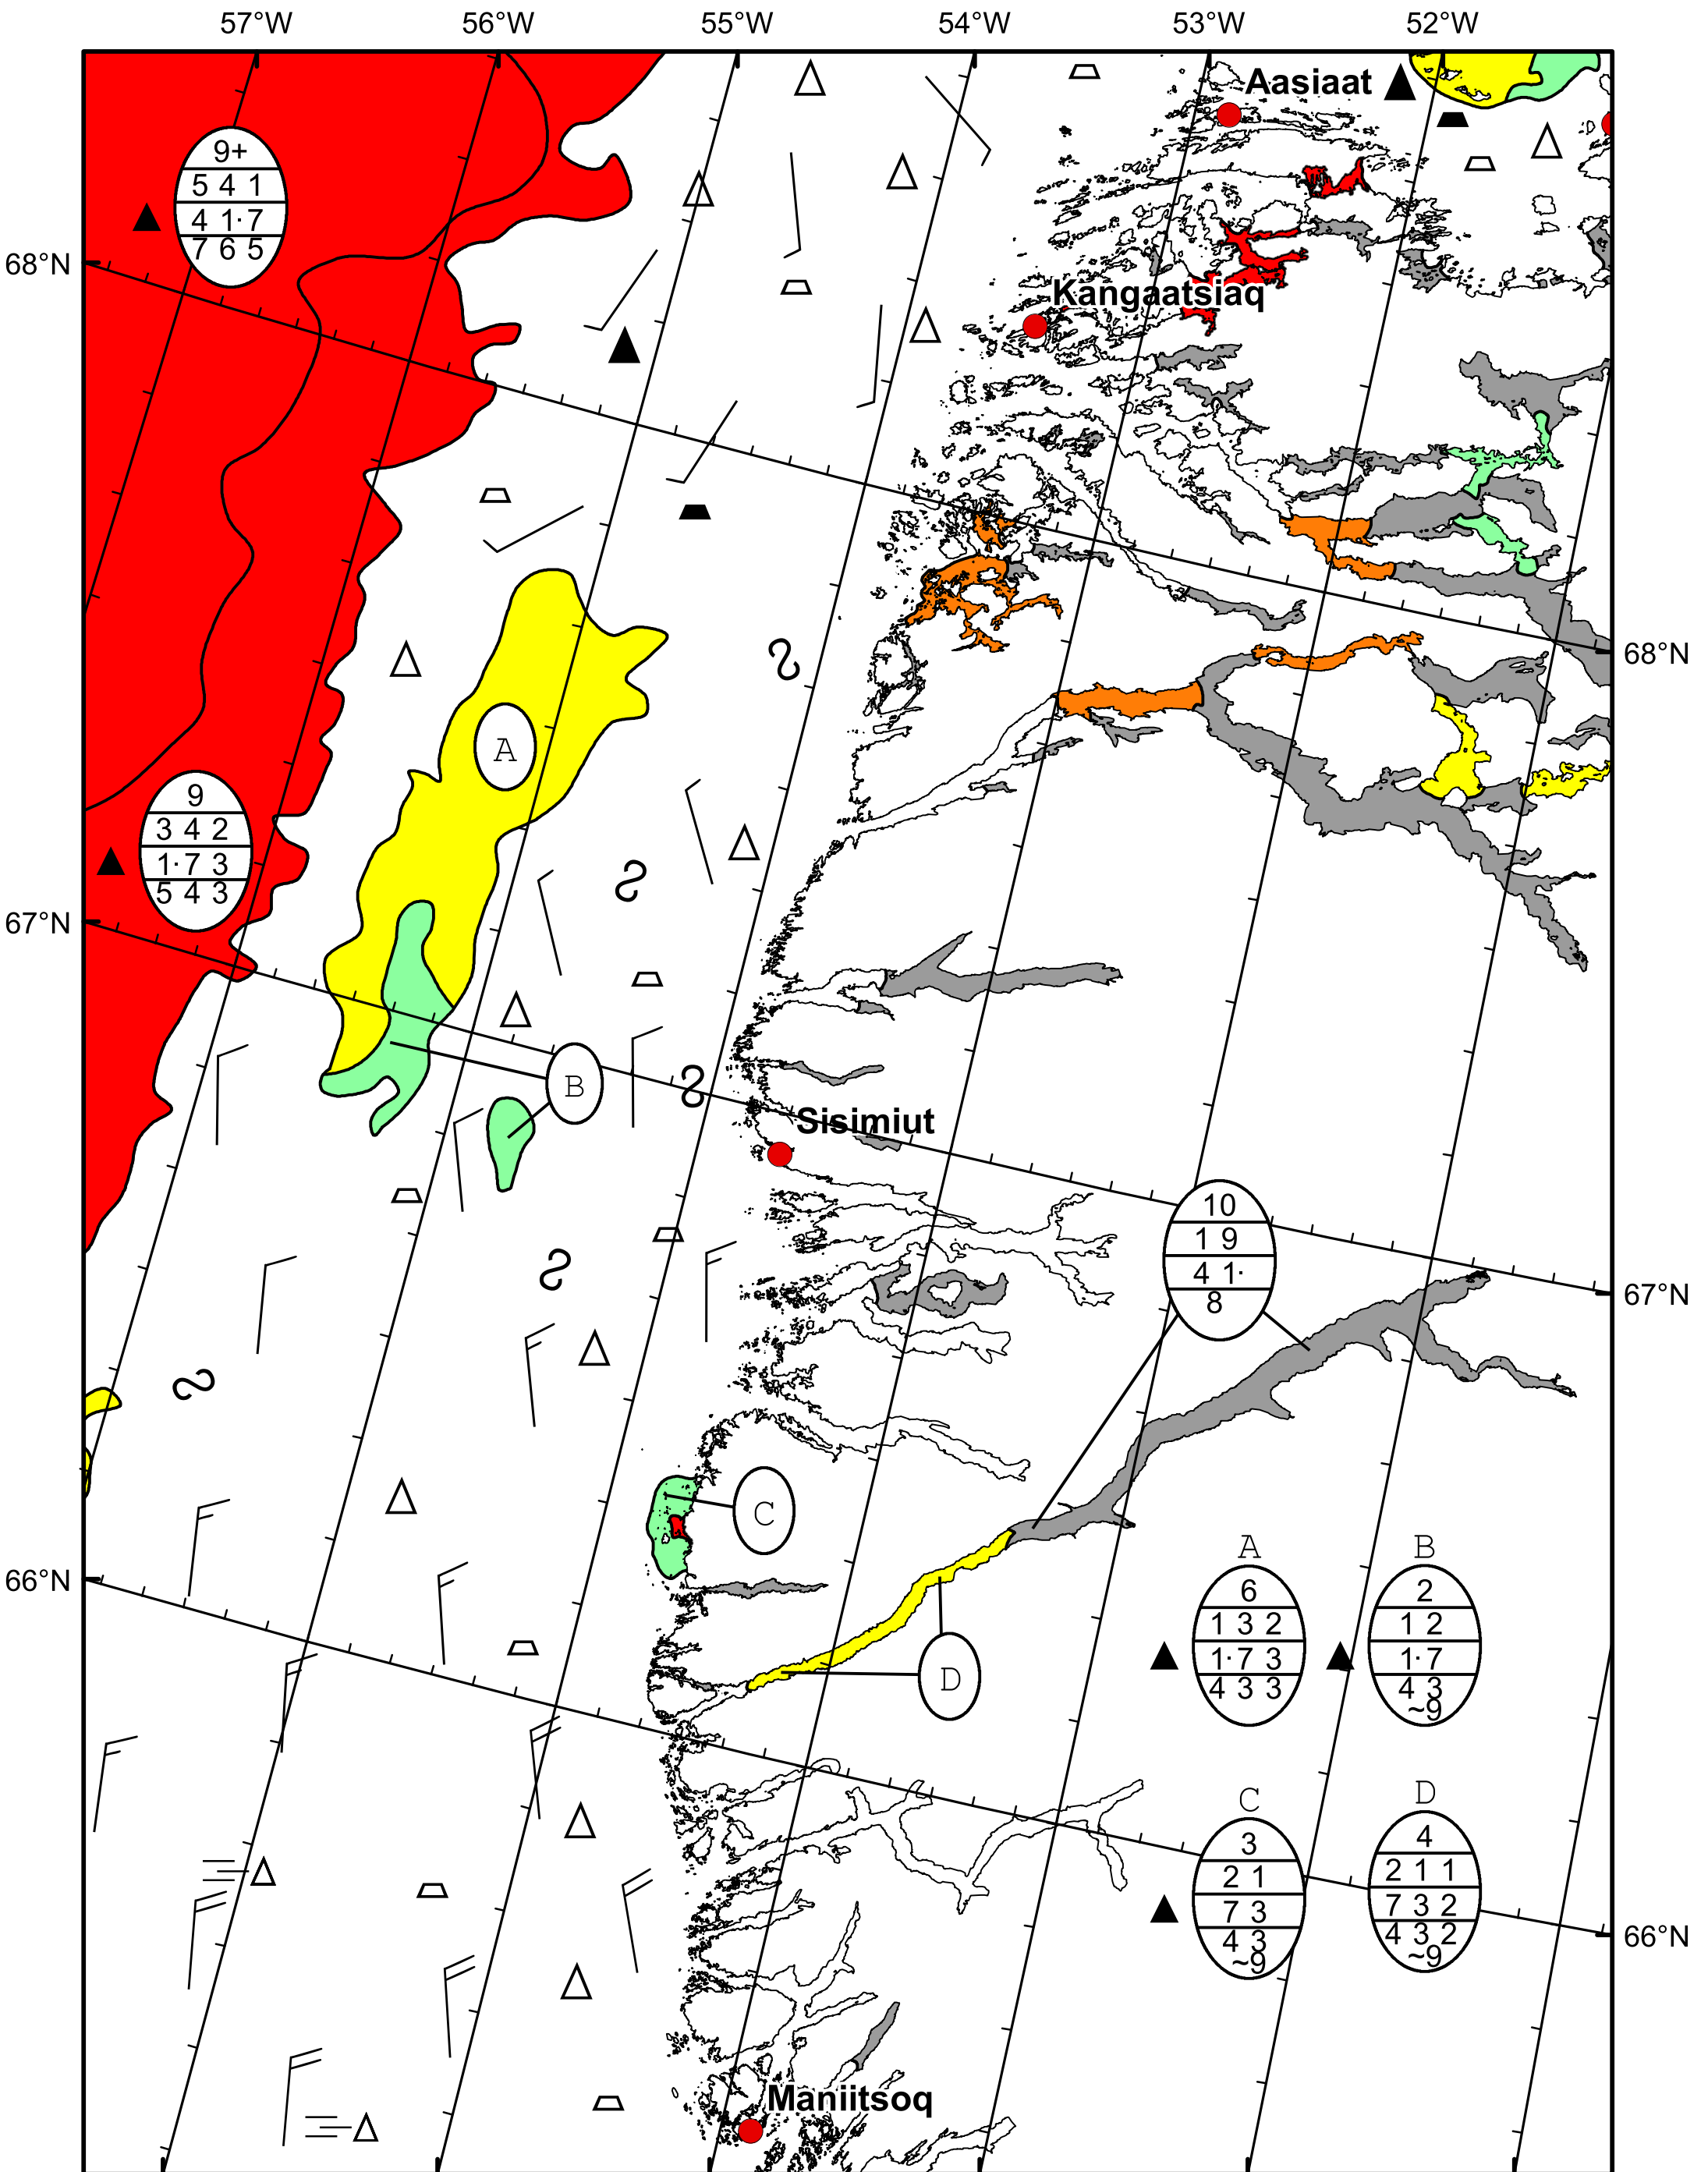 57°W 56°W 55°W 54°W 53°W 52°W
Aasiaat
9+
5 4 1
4 1· 7
7 6 5
68°N
Kangaatsiaq
68°N
A
9
3 4 2
1· 7 3
5 4 3
67°N
B
Sisimiut
10
1 9
4 1·
8
67°N
C
66°N
D
A
6
1 3 2
1· 7 3
4 3 3
B
2
1 2
1· 7
4 3
~9
C
3
2 1
7 3
4 3
~9
D
4
2 1 1
7 3 2
4 3 2
~9
66°N
Maniitsoq